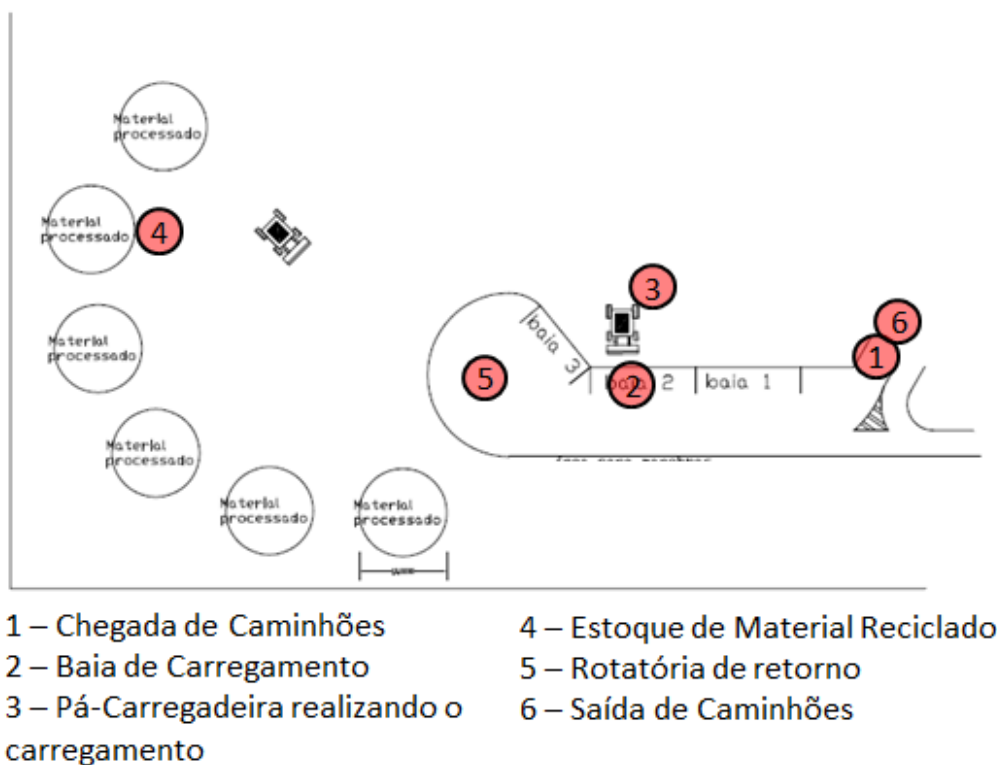 Material
processado
Material
processado
4
3
6
baia 3
1
Material
processado
5
baia 2
2
baia 1
Material
processado
Material
processado
Material
processado
1 – Chegada de Caminhões
2 – Baia de Carregamento
3 – Pá-Carregadeira realizando o
carregamento
4 – Estoque de Material Reciclado
5 – Rotatória de retorno
6 – Saída de Caminhões